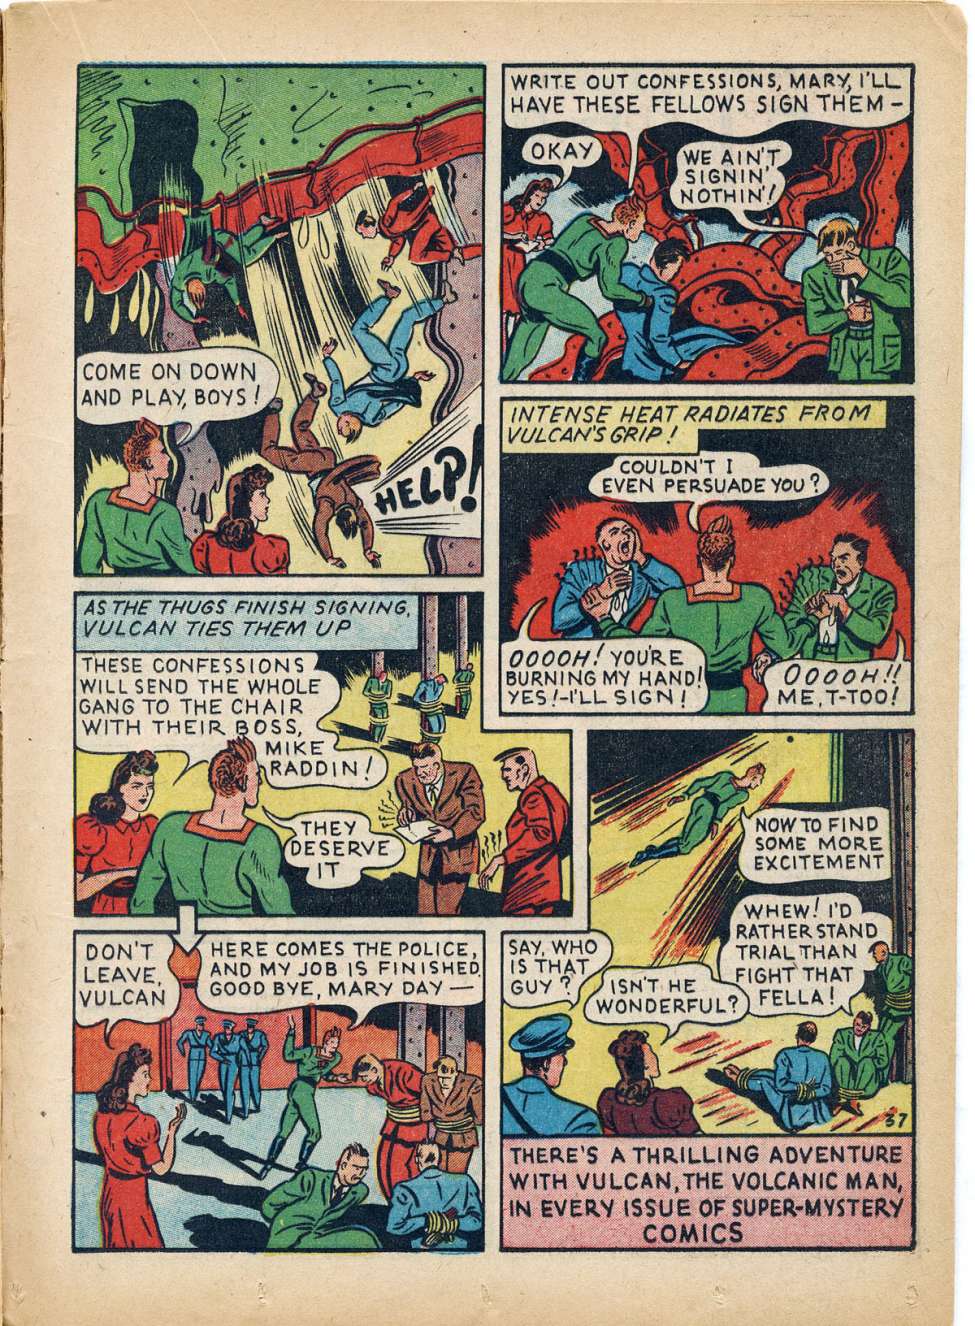 COME ON DOWN
AND PLAY, BOYS!
HELP!
WRITE OUT CONFESSIONS, MARY, I'LL
HAVE THESE FELLOWS SIGN THEM -
OKAY
WE AIN'T
SIGNIN'
NOTHIN'!
INTENSE HEAT RADIATES FROM
VULCAN'S GRIP!
COULDN'T I
EVEN PERSUADE YOU?
OOOOH! YOU'RE
BURNING MY HAND!
YES!-I'LL SIGN!
OOOOH!!
ME, T-TOO!
AS THE THUGS FINISH SIGNING,
VULCAN TIES THEM UP
THESE CONFESSIONS
WILL SEND THE WHOLE
GANG TO THE CHAIR
WITH THEIR BOSS,
MIKE
RADDIN!
THEY
DESERVE
IT
DON'T
LEAVE,
VULCAN
HERE COMES THE POLICE,
AND MY JOB IS FINISHED.
GOOD BYE, MARY DAY —
NOW TO FIND
SOME MORE
EXCITEMENT
SAY, WHO
IS THAT
GUY?
ISN'T HE
WONDERFUL?
WHEW! I'D
RATHER STAND
TRIAL THAN
FIGHT THAT
FELLA!
37
THERE'S A THRILLING ADVENTURE
WITH VULCAN, THE VOLCANIC MAN,
IN EVERY ISSUE OF SUPER-MYSTERY
COMICS